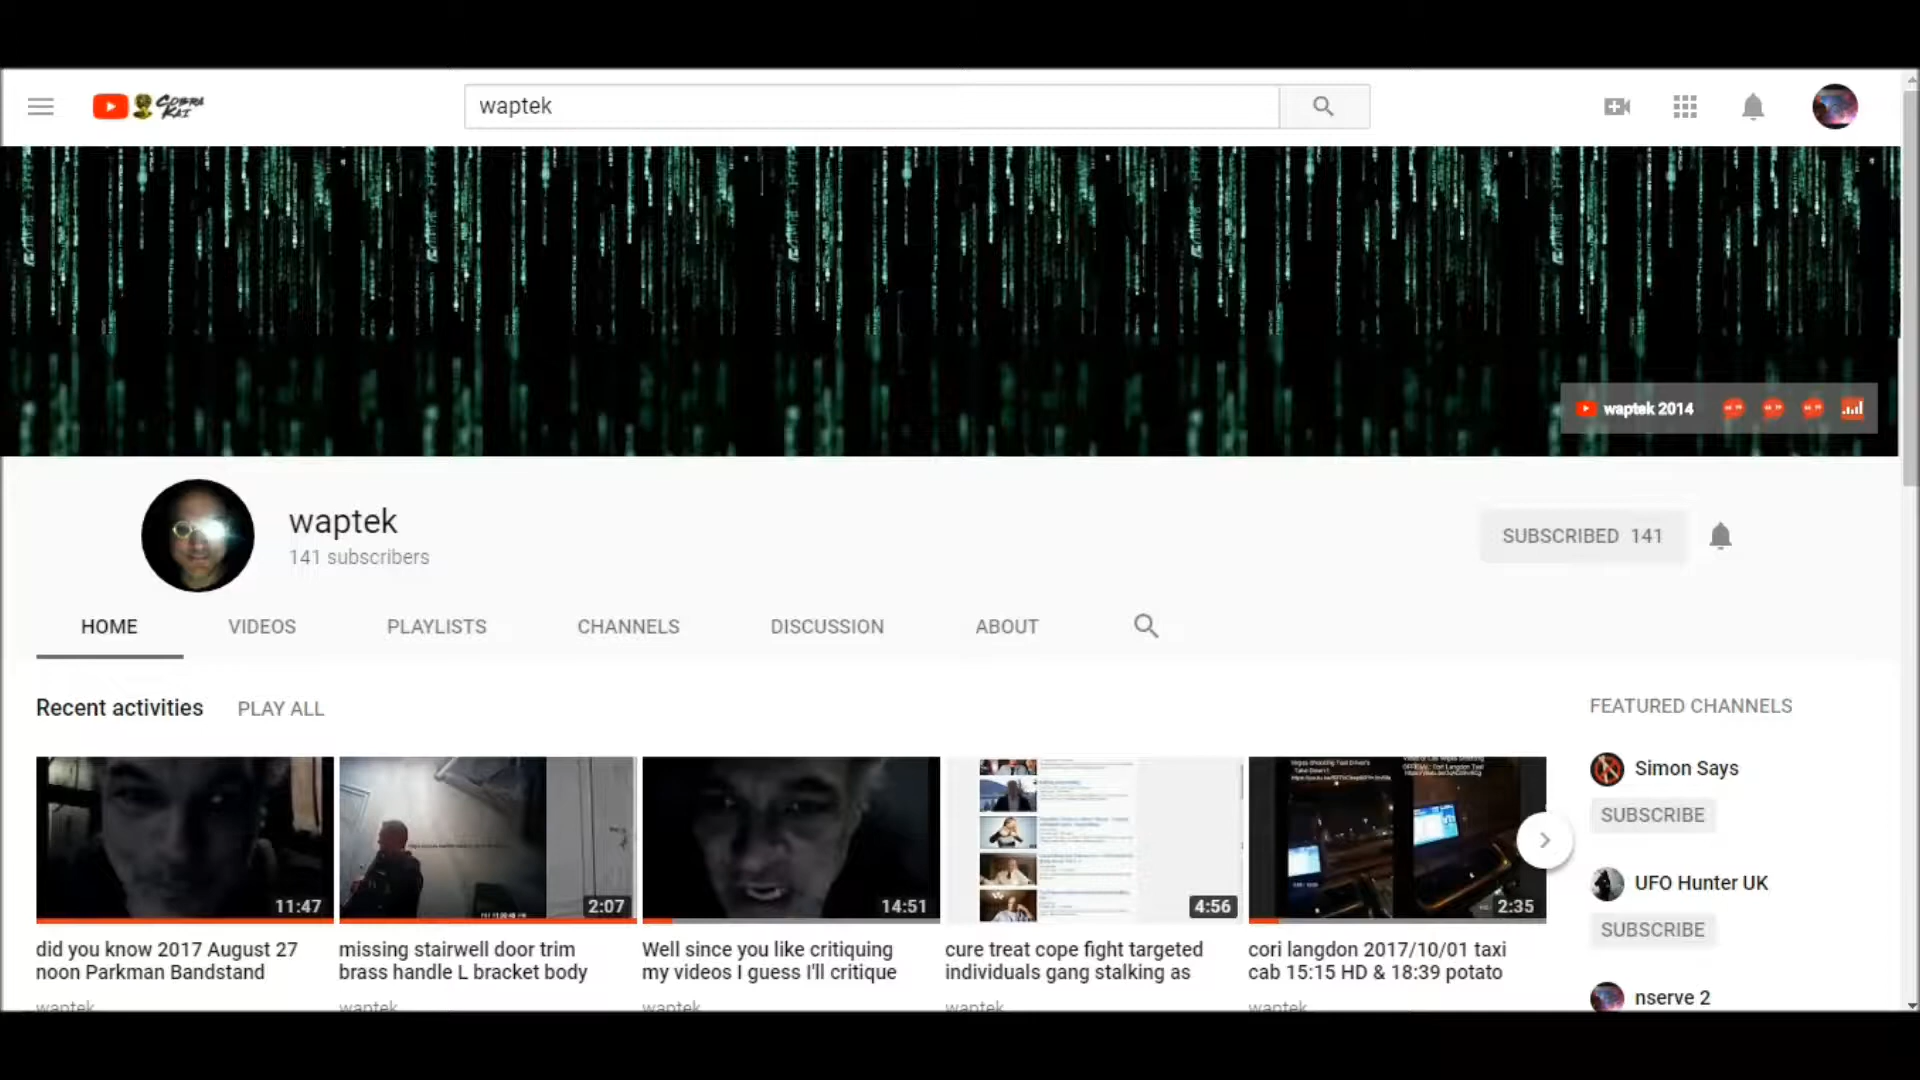 COBRA KAI
waptek
waptek 2014
waptek
141 subscribers
SUBSCRIBED 141
HOME VIDEOS PLAYLISTS CHANNELS DISCUSSION ABOUT
Recent activities PLAY ALL
FEATURED CHANNELS
Simon Says
SUBSCRIBE
UFO Hunter UK
SUBSCRIBE
nserve 2
11:47
2:07
14:51
4:56
2:35
did you know 2017 August 27
noon Parkman Bandstand
waptek
missing stairwell door trim
brass handle L bracket body
waptek
Well since you like critiquing
my videos I guess I'll critique
waptek
cure treat cope fight targeted
individuals gang stalking as
waptek
cori langdon 2017/10/01 taxi
cab 15:15 HD & 18:39 potato
waptek